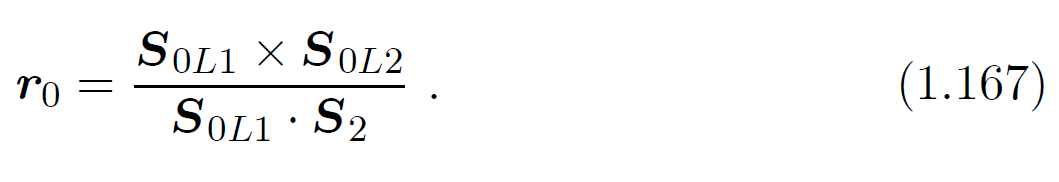 r₀ = (S₀L₁ × S₀L₂) / (S₀L₁ · S₂) . (1.167)